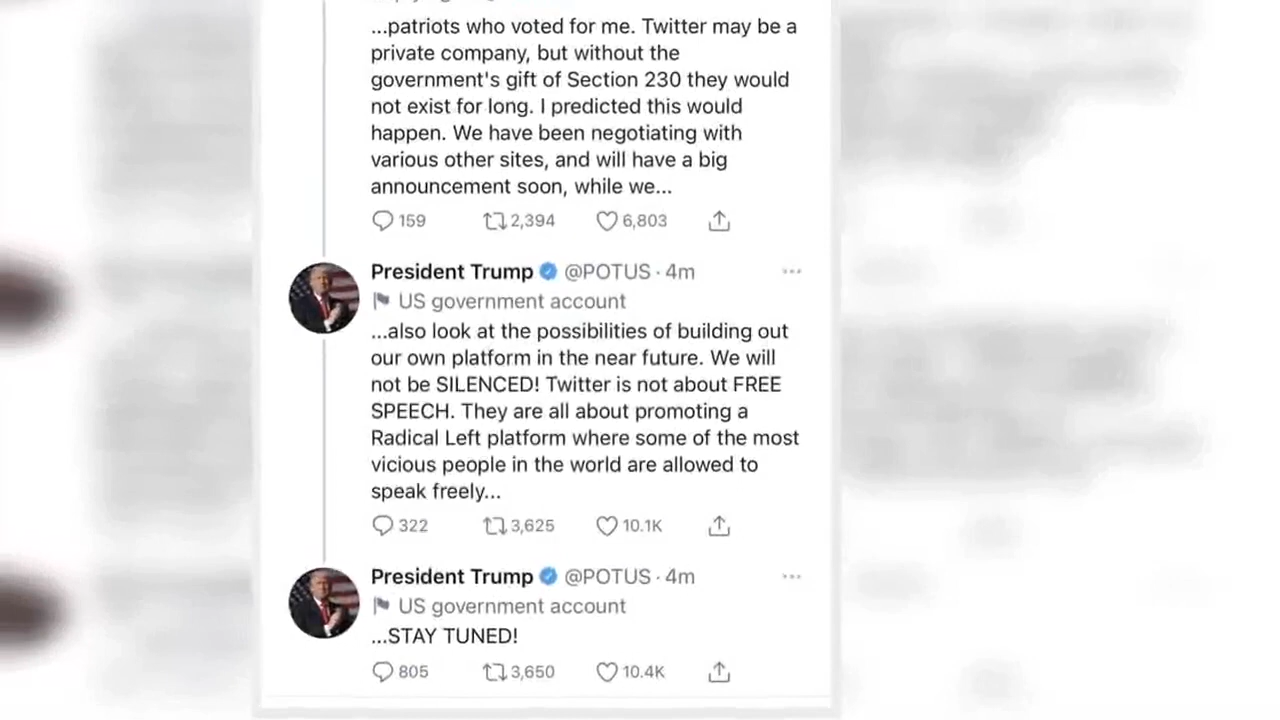 ...patriots who voted for me. Twitter may be a
private company, but without the
government's gift of Section 230 they would
not exist for long. I predicted this would
happen. We have been negotiating with
various other sites, and will have a big
announcement soon, while we...
159 2,394 6,803
President Trump @POTUS · 4m
US government account
...also look at the possibilities of building out
our own platform in the near future. We will
not be SILENCED! Twitter is not about FREE
SPEECH. They are all about promoting a
Radical Left platform where some of the most
vicious people in the world are allowed to
speak freely...
322 3,625 10.1K
President Trump @POTUS · 4m
US government account
...STAY TUNED!
805 3,650 10.4K